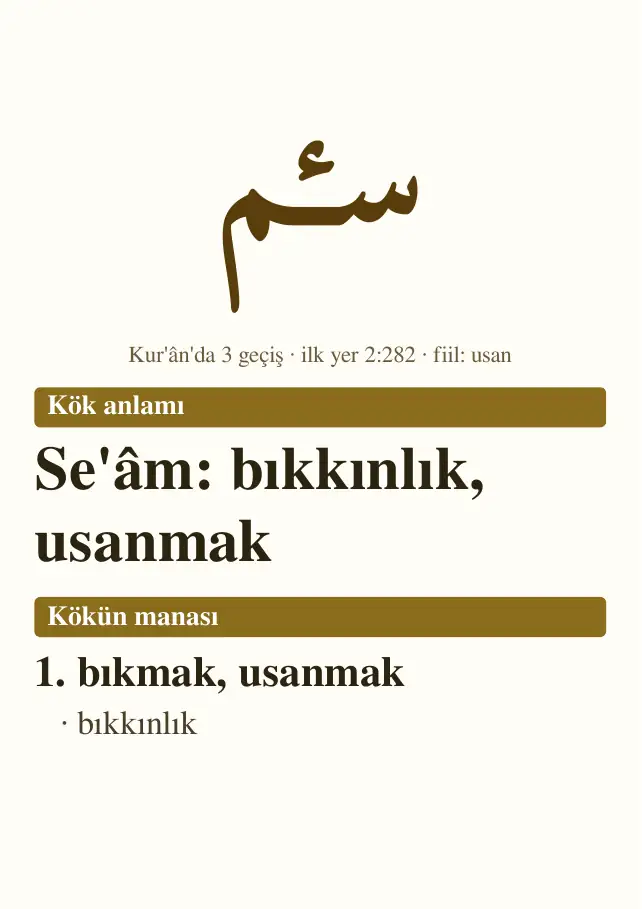 سئم
Kur'ân'da 3 geçiş · ilk yer 2:282 · fiil: usan
Kök anlamı
Se'âm: bıkkınlık,
usanmak
Kökün manası
1. bıkmak, usanmak
· bıkkınlık